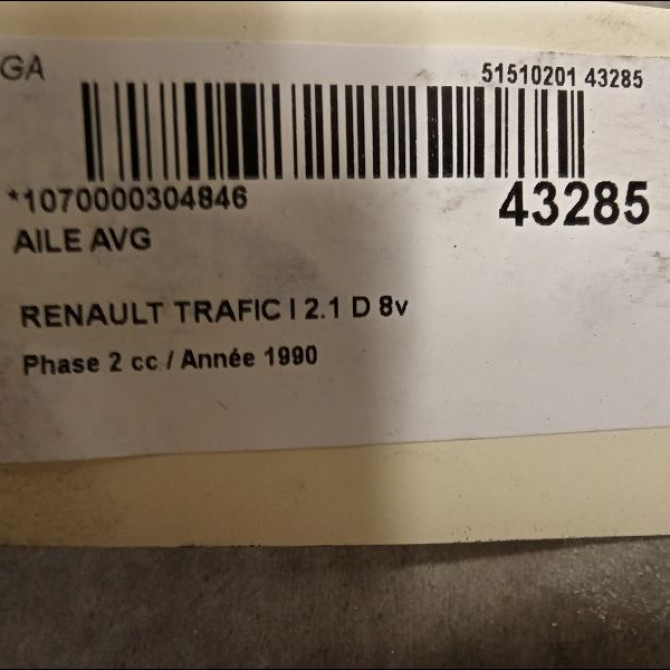 GA
51510201 43285
*1070000304846
43285
AILE AVG
RENAULT TRAFIC I 2.1 D 8v
Phase 2 cc / Année 1990